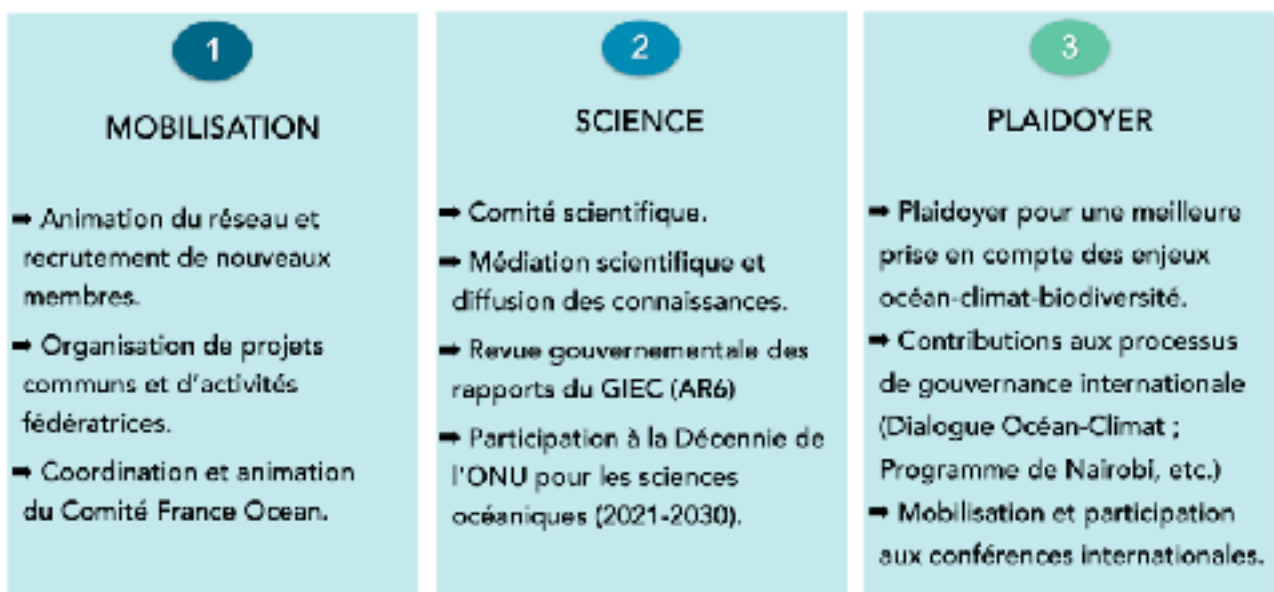 1
MOBILISATION
➡ Animation du réseau et
recrutement de nouveaux
membres.
➡ Organisation de projets
communs et d'activités
fédératrices.
➡ Coordination et animation
du Comité France Ocean.
2
SCIENCE
➡ Comité scientifique.
➡ Médiation scientifique et
diffusion des connaissances.
➡ Revue gouvernementale des
rapports du GIEC (AR6)
➡ Participation à la Décennie de
l'ONU pour les sciences
océaniques (2021-2030).
3
PLAIDOYER
➡ Plaidoyer pour une meilleure
prise en compte des enjeux
océan-climat-biodiversité.
➡ Contributions aux processus
de gouvernance internationale
(Dialogue Océan-Climat ;
Programme de Nairobi, etc.)
➡ Mobilisation et participation
aux conférences internationales.